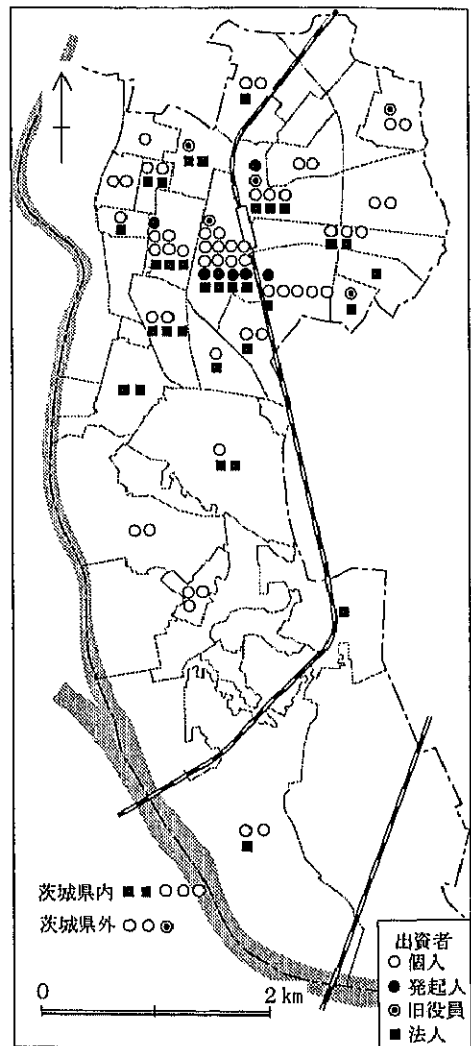 茨城県内 ■ ■ ○ ○ ○
茨城県外 ○ ○ ◉
0 2 km
出資者
○ 個人
● 発起人
◉ 旧役員
■ 法人